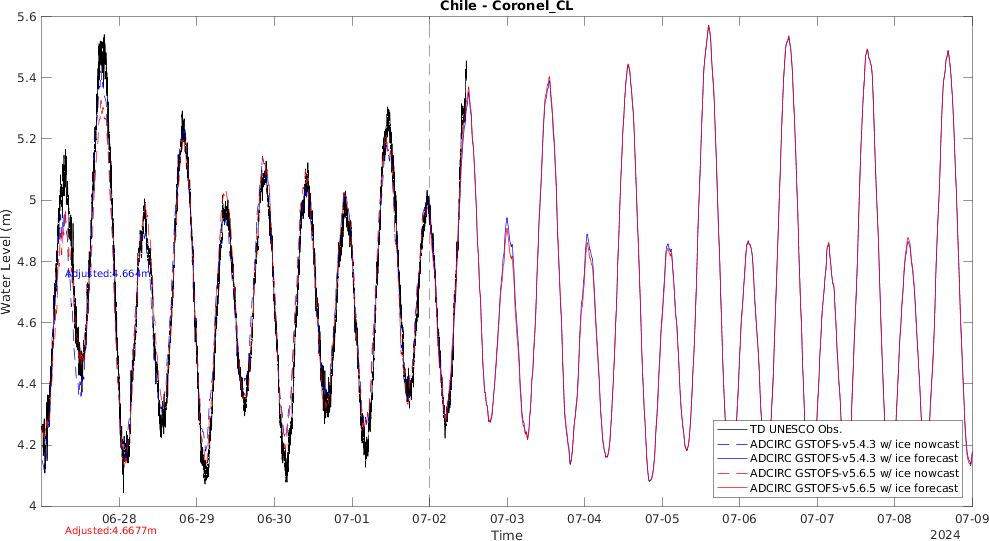 Chile - Coronel_CL
5.6
5.4
5.2
5
4.8
4.6
4.4
4.2
4
Water Level (m)
Adjusted:4.664m
Adjusted:4.6677m
TD UNESCO Obs.
ADCIRC GSTOFS-v5.4.3 w/ ice nowcast
ADCIRC GSTOFS-v5.4.3 w/ ice forecast
ADCIRC GSTOFS-v5.6.5 w/ ice nowcast
ADCIRC GSTOFS-v5.6.5 w/ ice forecast
06-28 06-29 06-30 07-01 07-02 07-03 07-04 07-05 07-06 07-07 07-08 07-09
Time
2024